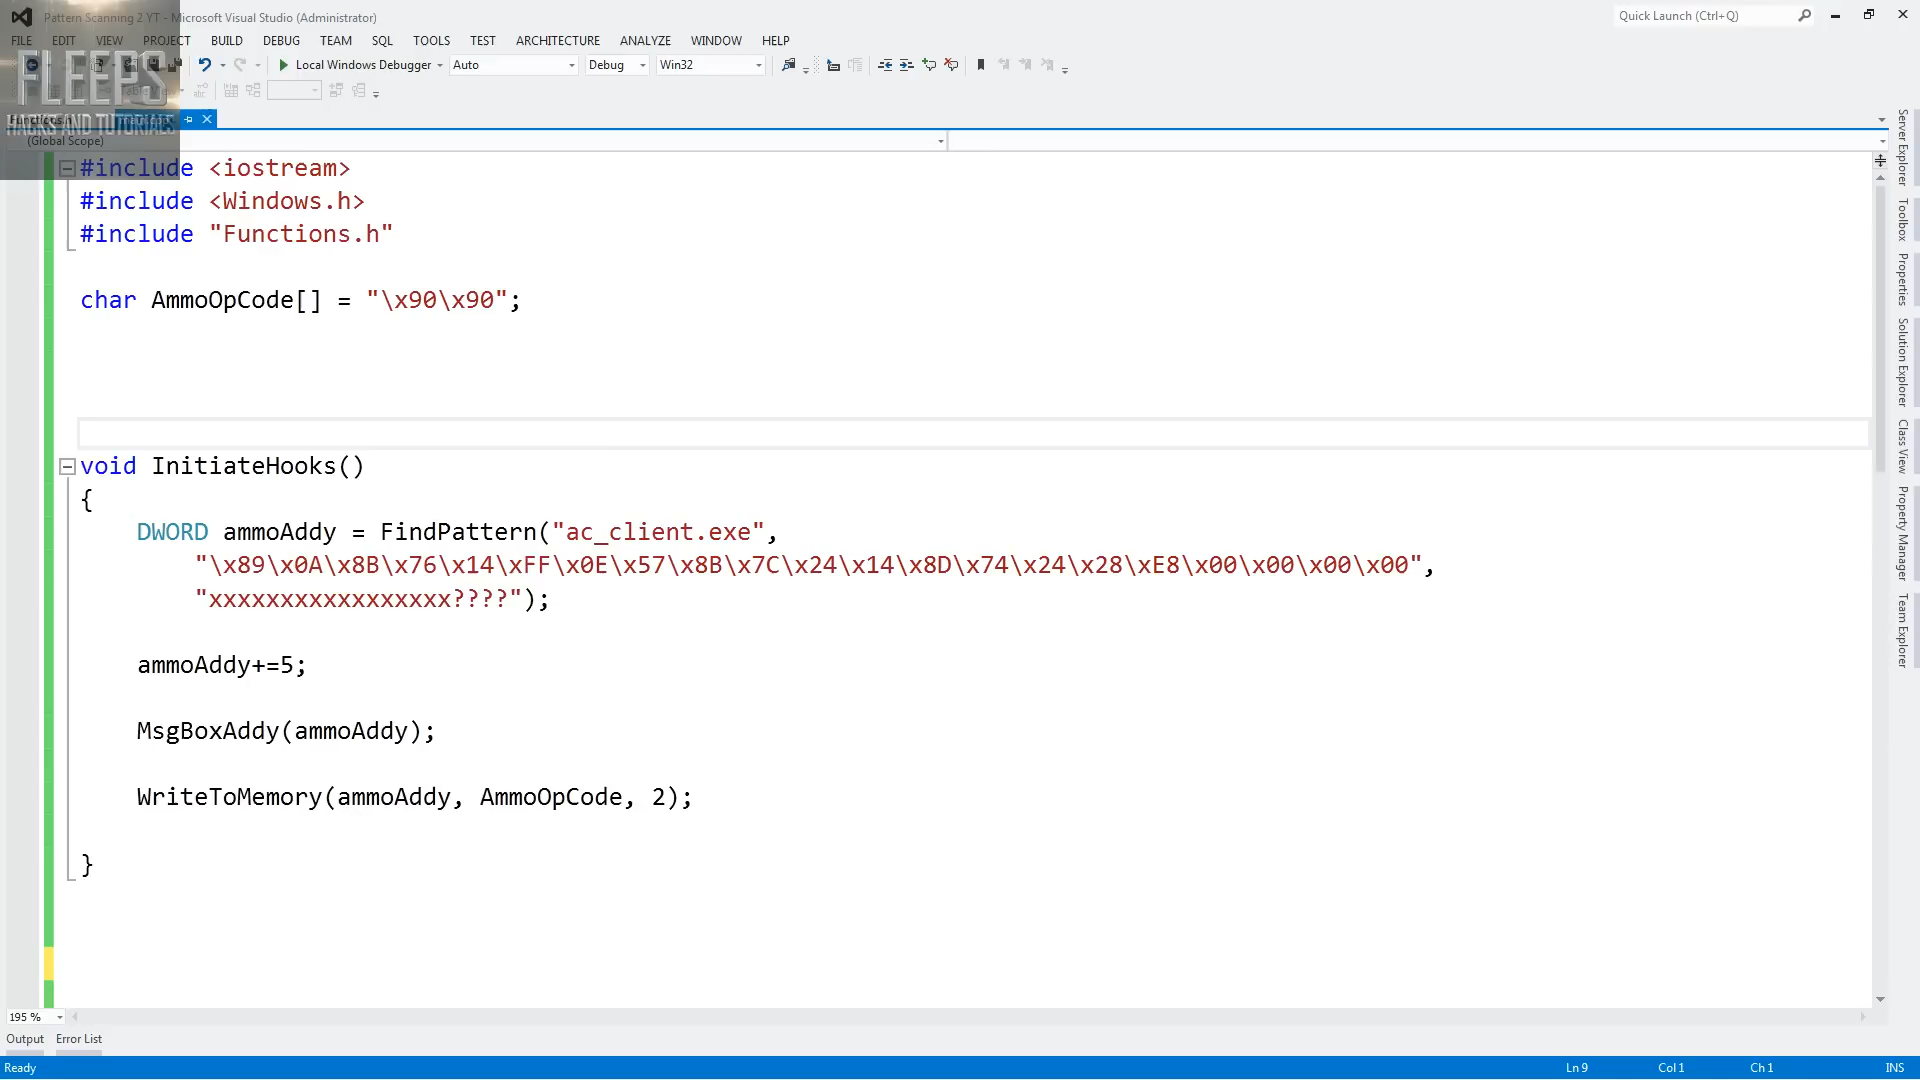 Pattern Scanning 2 YT - Microsoft Visual Studio (Administrator)
Quick Launch (Ctrl+Q)
FILE EDIT VIEW PROJECT BUILD DEBUG TEAM SQL TOOLS TEST ARCHITECTURE ANALYZE WINDOW HELP
Local Windows Debugger Auto Debug Win32
FLEEPS
HACKS AND TUTORIALS
Functions.h main.cpp
(Global Scope)
#include <iostream>
#include <Windows.h>
#include "Functions.h"
char AmmoOpCode[] = "\x90\x90";
void InitiateHooks()
{
DWORD ammoAddy = FindPattern("ac_client.exe",
"\x89\x0A\x8B\x76\x14\xFF\x0E\x57\x8B\x7C\x24\x14\x8D\x74\x24\x28\xE8\x00\x00\x00\x00",
"xxxxxxxxxxxxxxxxx????");
ammoAddy+=5;
MsgBoxAddy(ammoAddy);
WriteToMemory(ammoAddy, AmmoOpCode, 2);
}
Server Explorer
Toolbox
Properties
Solution Explorer
Class View
Property Manager
Team Explorer
195 %
Output Error List
Ready Ln 9 Col 1 Ch 1 INS